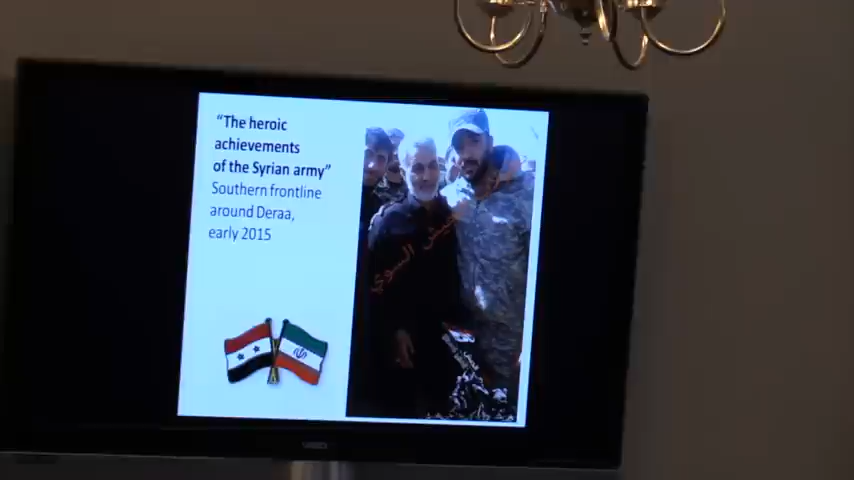 “The heroic
achievements
of the Syrian army”
Southern frontline
around Deraa,
early 2015